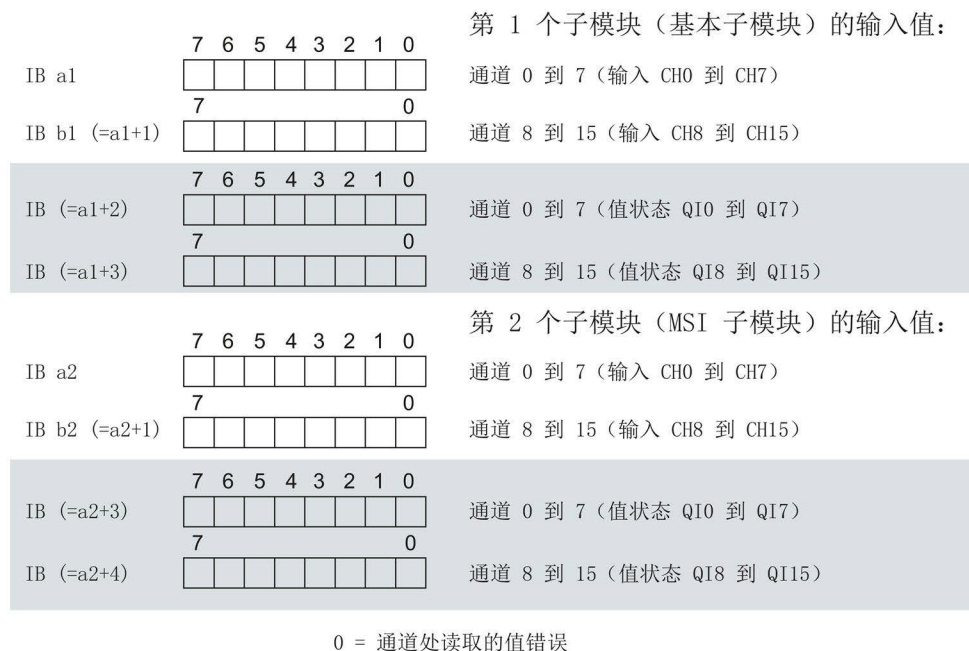 第 1 个子模块（基本子模块）的输入值：
7 6 5 4 3 2 1 0
IB a1 通道 0 到 7（输入 CH0 到 CH7）
7 0
IB b1 (=a1+1) 通道 8 到 15（输入 CH8 到 CH15）
7 6 5 4 3 2 1 0
IB (=a1+2) 通道 0 到 7（值状态 QI0 到 QI7）
7 0
IB (=a1+3) 通道 8 到 15（值状态 QI8 到 QI15）
第 2 个子模块（MSI 子模块）的输入值：
7 6 5 4 3 2 1 0
IB a2 通道 0 到 7（输入 CH0 到 CH7）
7 0
IB b2 (=a2+1) 通道 8 到 15（输入 CH8 到 CH15）
7 6 5 4 3 2 1 0
IB (=a2+3) 通道 0 到 7（值状态 QI0 到 QI7）
7 0
IB (=a2+4) 通道 8 到 15（值状态 QI8 到 QI15）
0 = 通道处读取的值错误